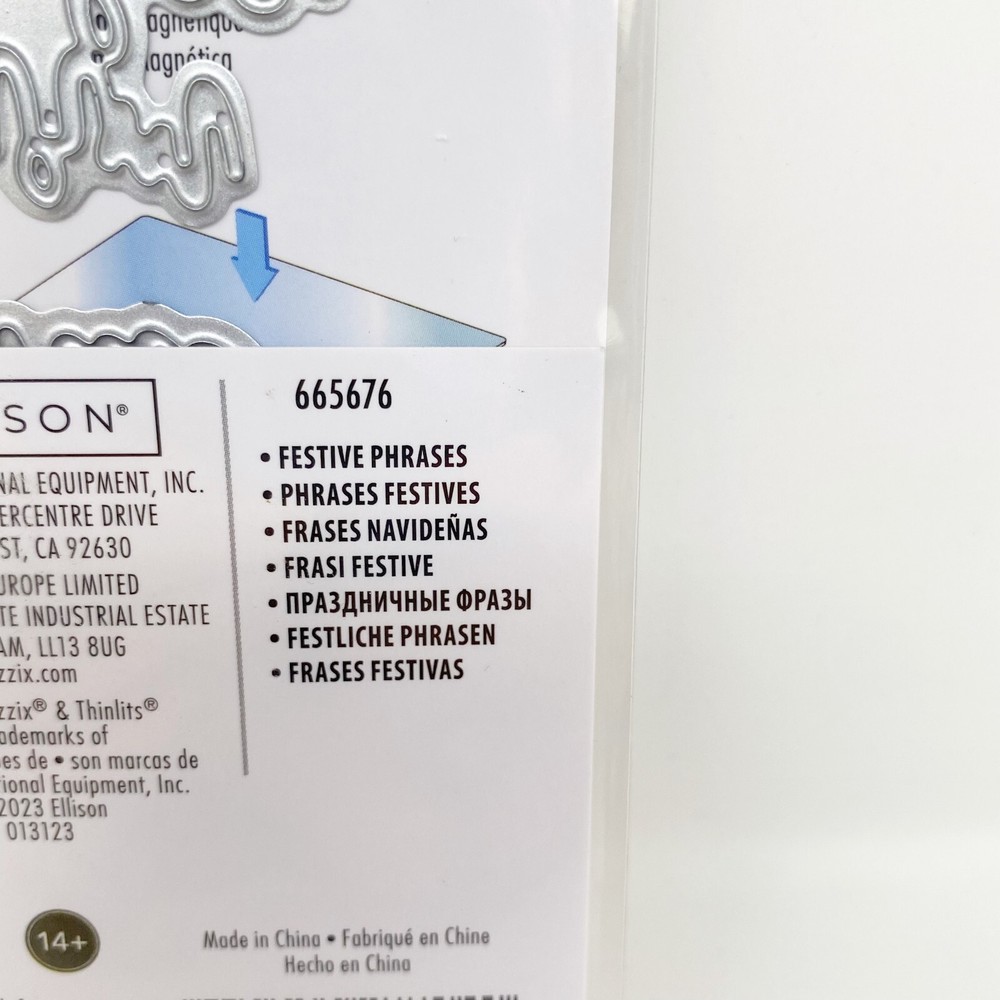 agnétique
agnética
SON®
NAL EQUIPMENT, INC.
ERCENTRE DRIVE
ST, CA 92630
UROPE LIMITED
TE INDUSTRIAL ESTATE
AM, LL13 8UG
zzix.com
zzix® & Thinlits®
ademarks of
es de • son marcas de
ional Equipment, Inc.
2023 Ellison
013123
665676
• FESTIVE PHRASES
• PHRASES FESTIVES
• FRASES NAVIDEÑAS
• FRASI FESTIVE
• ПРАЗДНИЧНЫЕ ФРАЗЫ
• FESTLICHE PHRASEN
• FRASES FESTIVAS
14+
Made in China • Fabriqué en Chine
Hecho en China